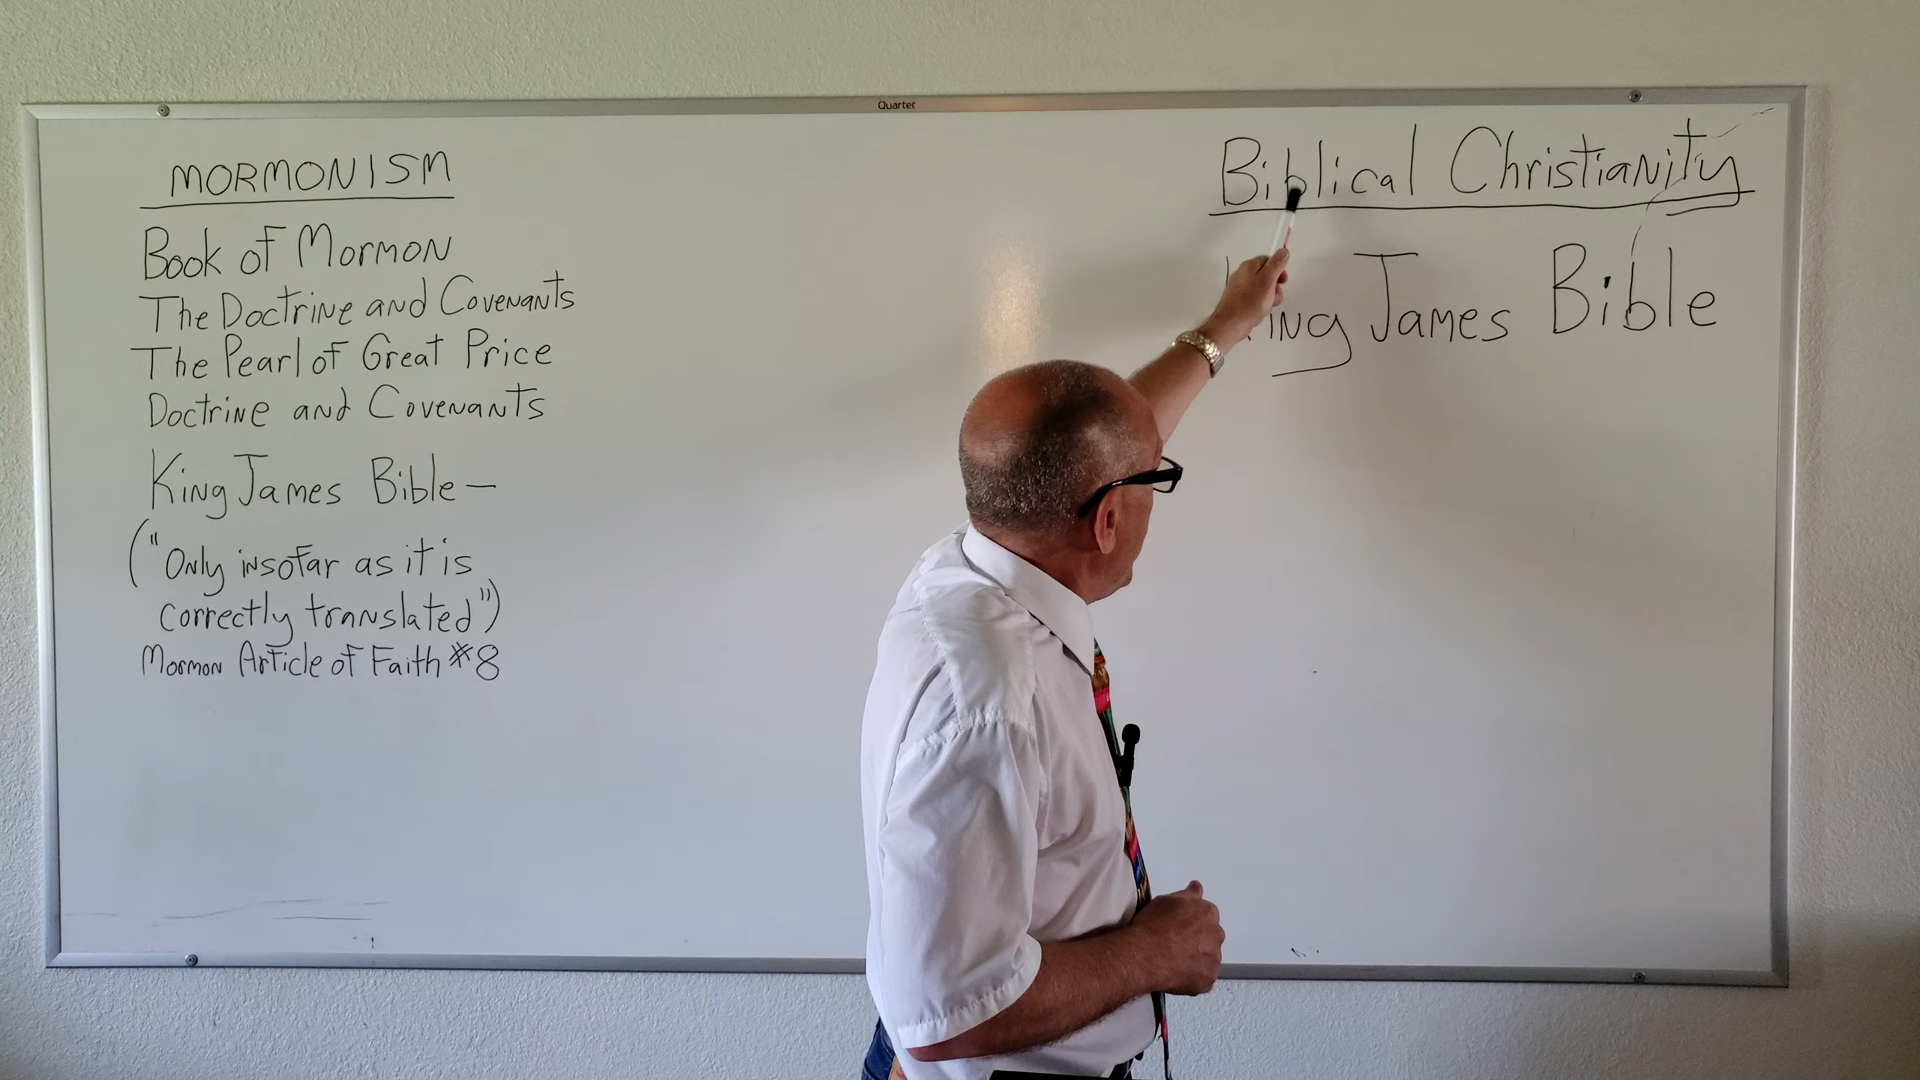 Quartet
MORMONISM
Book of Mormon
The Doctrine and Covenants
The Pearl of Great Price
Doctrine and Covenants
King James Bible —
("Only insofar as it is
correctly translated")
Mormon Article of Faith #8
Biblical Christianity
King James Bible